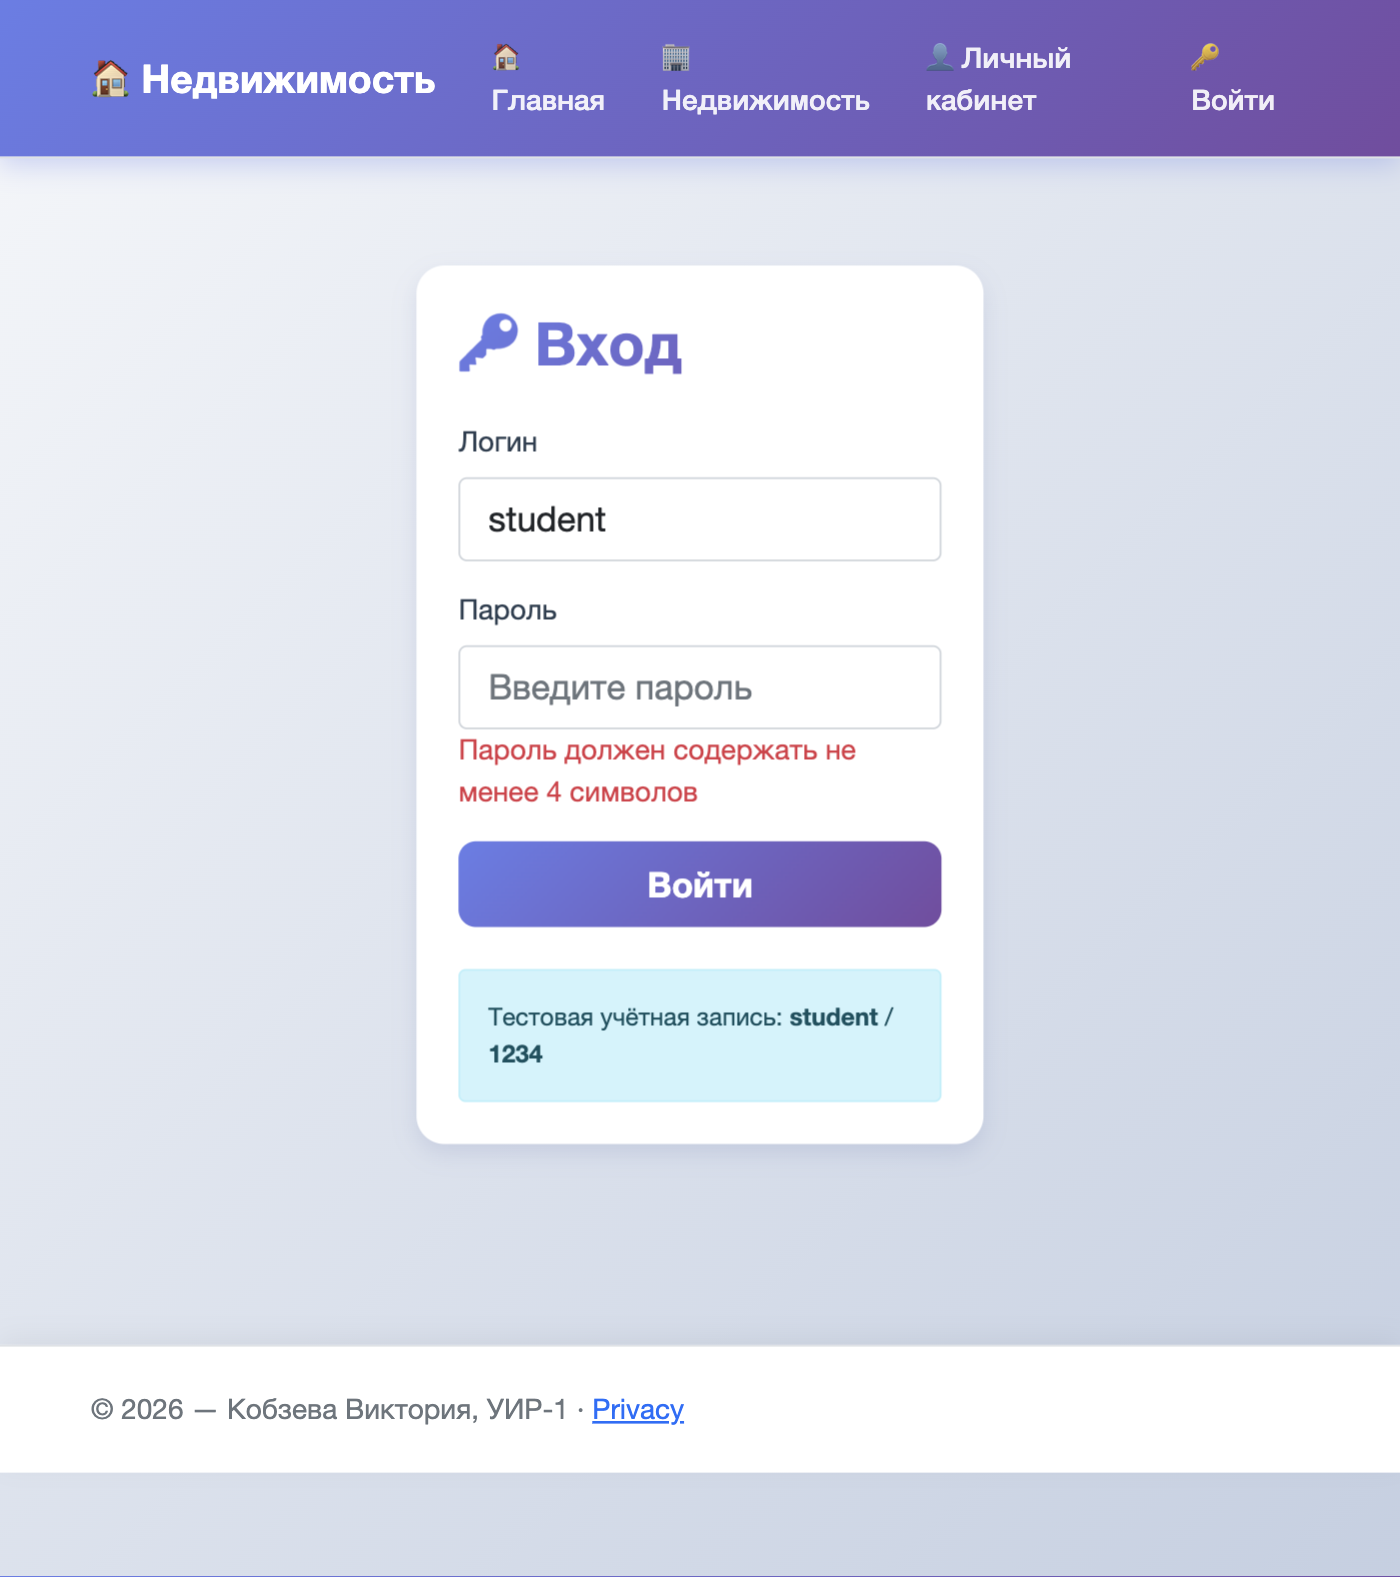 🏠 Недвижимость
🏠
Главная
🏢
Недвижимость
👤 Личный
кабинет
🔑
Войти
🔑 Вход
Логин
student
Пароль
Введите пароль
Пароль должен содержать не
менее 4 символов
Войти
Тестовая учётная запись: student /
1234
© 2026 — Кобзева Виктория, УИР-1 · Privacy